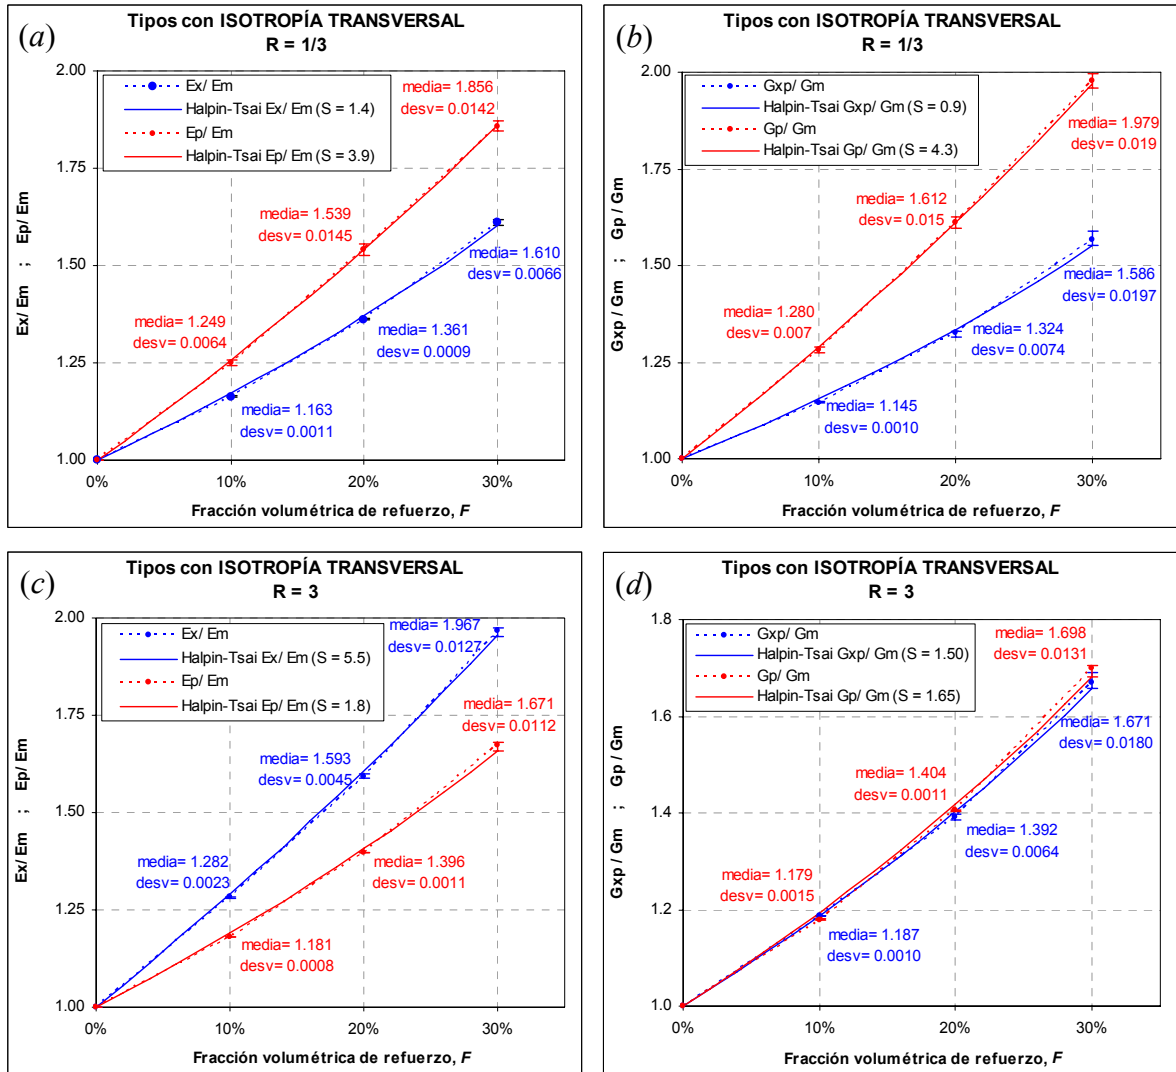 (a)
Tipos con ISOTROPÍA TRANSVERSAL
R = 1/3
Ex/ Em
Halpin-Tsai Ex/ Em (S = 1.4)
Ep/ Em
Halpin-Tsai Ep/ Em (S = 3.9)
Ex/ Em ; Ep/ Em
2.00
1.75
1.50
1.25
1.00
media= 1.856
desv= 0.0142
media= 1.539
desv= 0.0145
media= 1.610
desv= 0.0066
media= 1.249
desv= 0.0064
media= 1.361
desv= 0.0009
media= 1.163
desv= 0.0011
0% 10% 20% 30%
Fracción volumétrica de refuerzo, F
(b)
Tipos con ISOTROPÍA TRANSVERSAL
R = 1/3
Gxp/ Gm
Halpin-Tsai Gxp/ Gm (S = 0.9)
Gp/ Gm
Halpin-Tsai Gp/ Gm (S = 4.3)
Gxp / Gm ; Gp / Gm
2.00
1.75
1.50
1.25
1.00
media= 1.979
desv= 0.019
media= 1.612
desv= 0.015
media= 1.586
desv= 0.0197
media= 1.280
desv= 0.007
media= 1.324
desv= 0.0074
media= 1.145
desv= 0.0010
0% 10% 20% 30%
Fracción volumétrica de refuerzo, F
(c)
Tipos con ISOTROPÍA TRANSVERSAL
R = 3
Ex/ Em
Halpin-Tsai Ex/ Em (S = 5.5)
Ep/ Em
Halpin-Tsai Ep/ Em (S = 1.8)
Ex/ Em ; Ep/ Em
2.00
1.75
1.50
1.25
1.00
media= 1.967
desv= 0.0127
media= 1.671
desv= 0.0112
media= 1.593
desv= 0.0045
media= 1.282
desv= 0.0023
media= 1.396
desv= 0.0011
media= 1.181
desv= 0.0008
0% 10% 20% 30%
Fracción volumétrica de refuerzo, F
(d)
Tipos con ISOTROPÍA TRANSVERSAL
R = 3
Gxp/ Gm
Halpin-Tsai Gxp/ Gm (S = 1.50)
Gp/ Gm
Halpin-Tsai Gp/ Gm (S = 1.65)
Gxp / Gm ; Gp / Gm
1.8
1.6
1.4
1.2
1.0
media= 1.698
desv= 0.0131
media= 1.671
desv= 0.0180
media= 1.404
desv= 0.0011
media= 1.392
desv= 0.0064
media= 1.179
desv= 0.0015
media= 1.187
desv= 0.0010
0% 10% 20% 30%
Fracción volumétrica de refuerzo, F